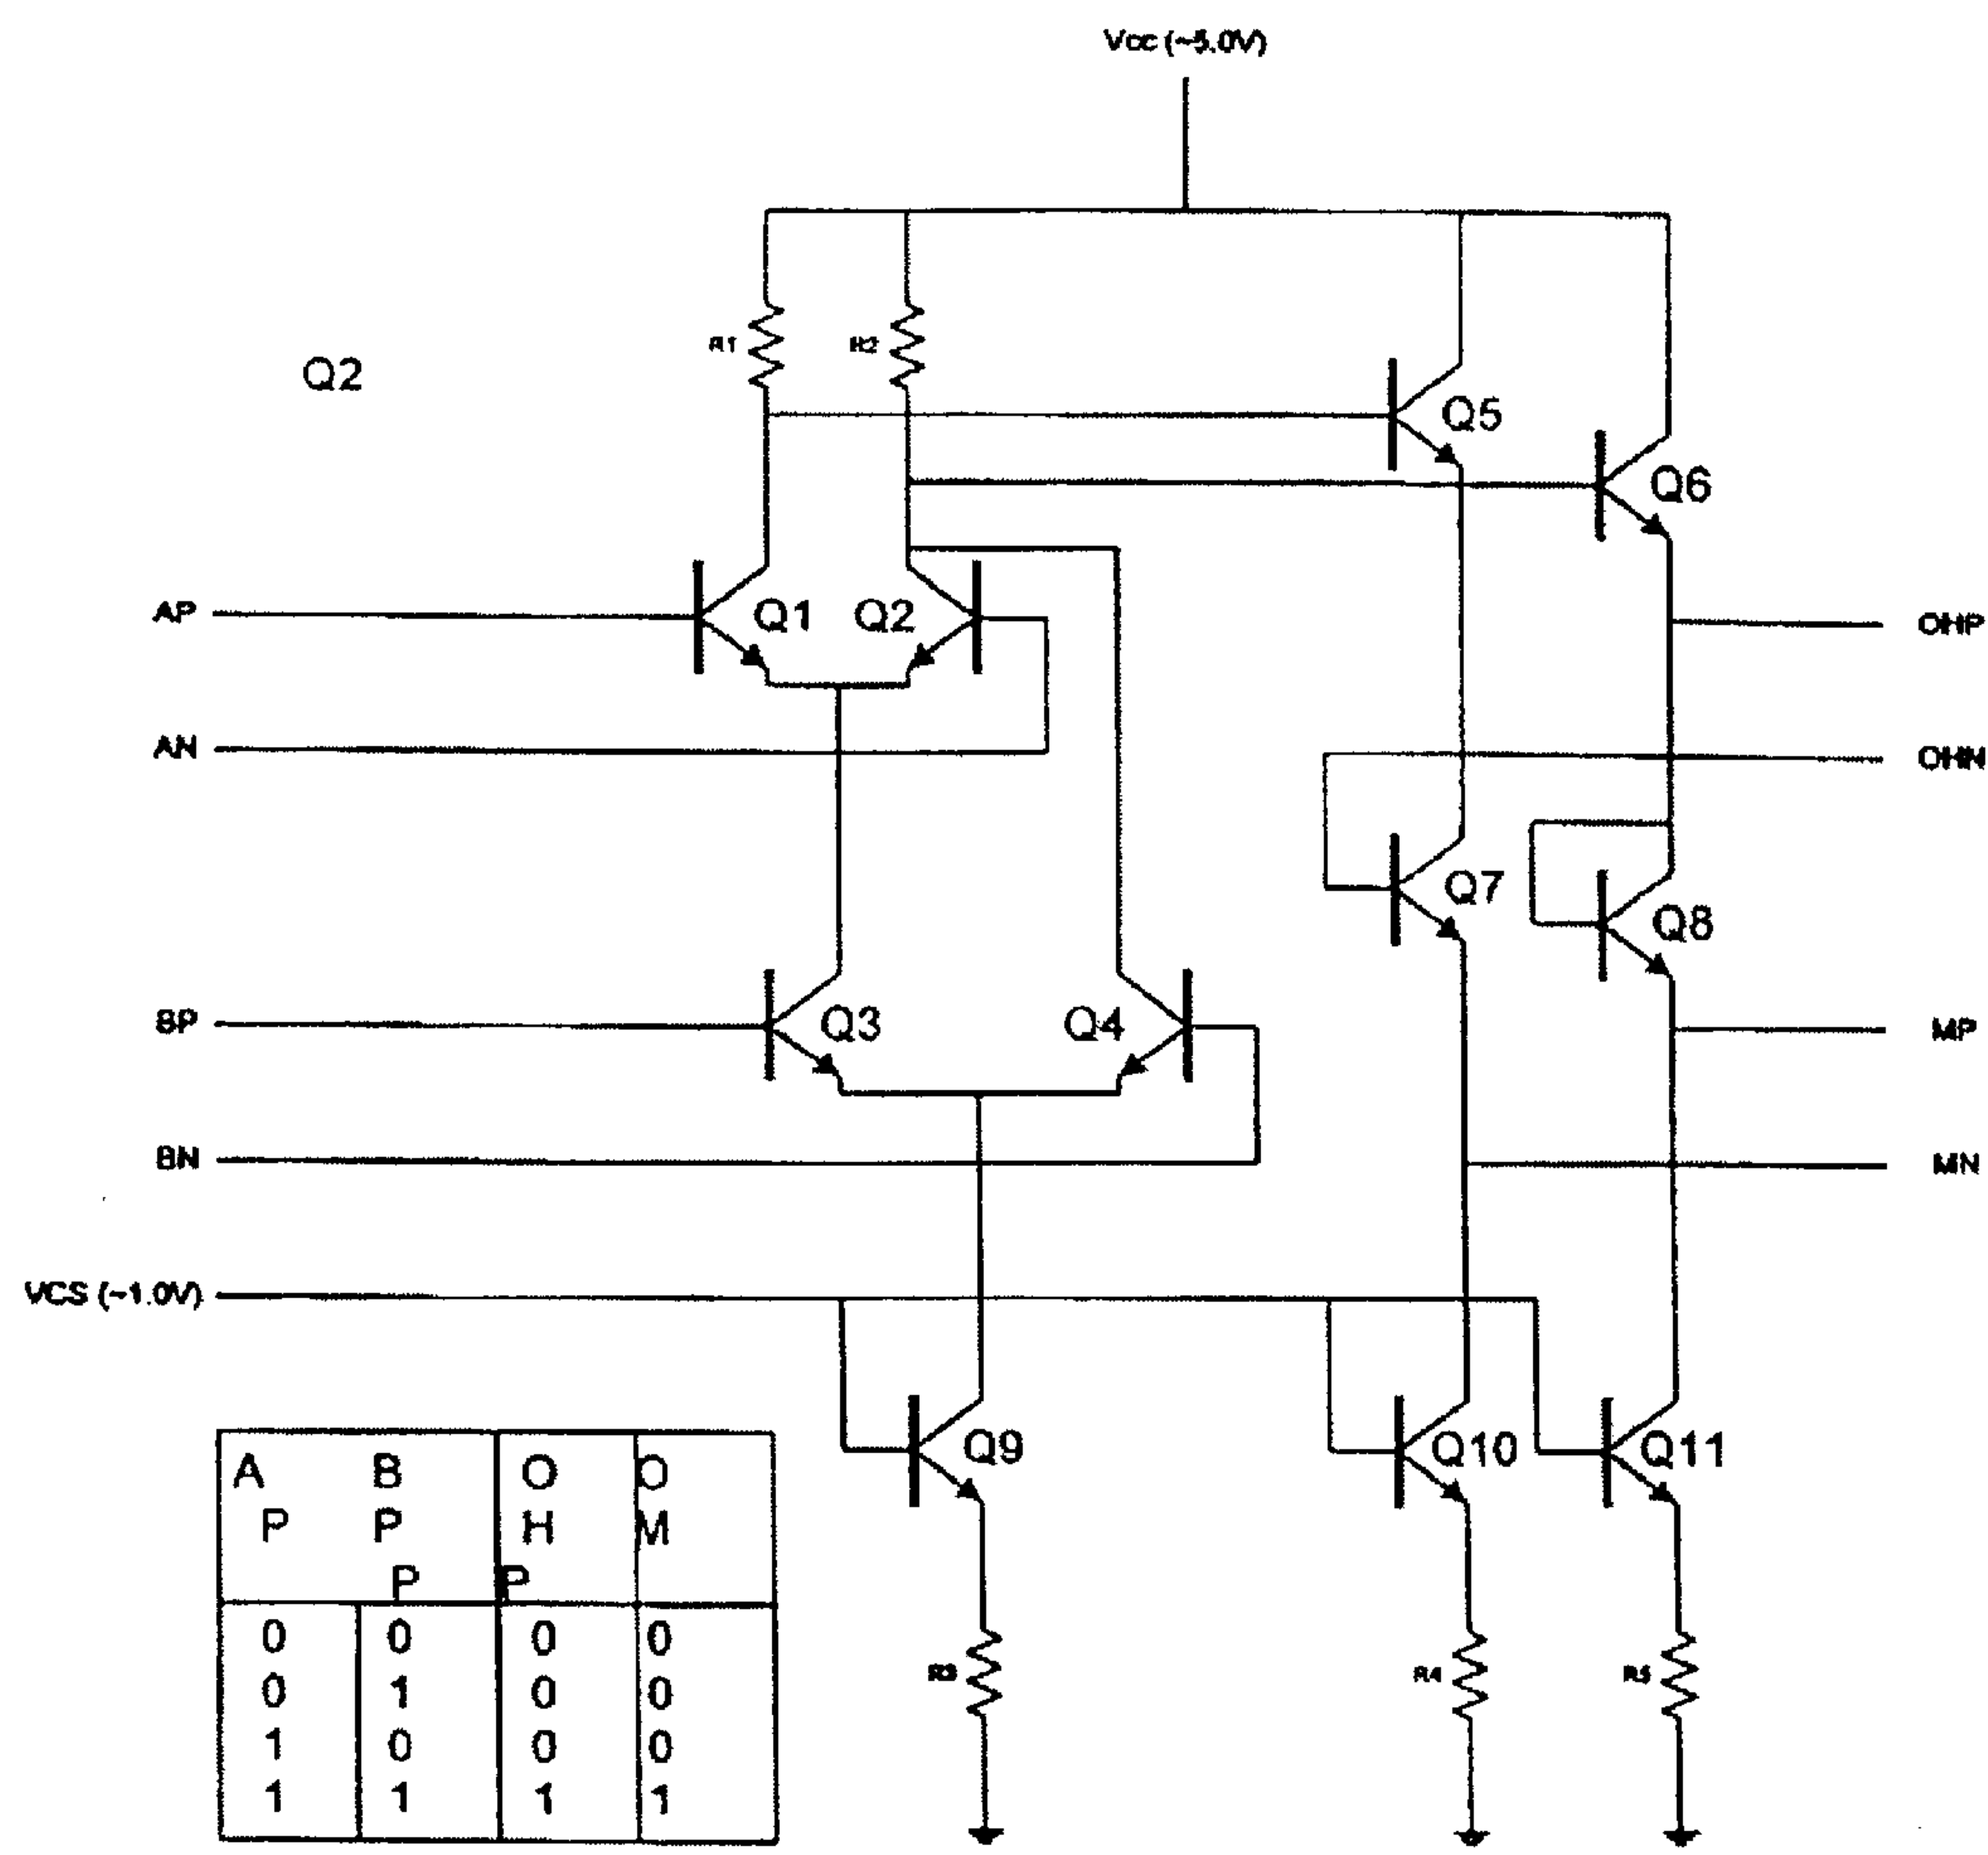 Vcc (~5.0V)
R1
R2
Q2
Q5
Q6
AP
Q1
Q2
OHP
AN
OHN
Q7
Q8
BP
Q3
Q4
MP
BN
MN
VCS (~1.0V)
Q9
Q10
Q11
A B O O
P P H M
P P
0 0 0 0
0 1 0 0
1 0 0 0
1 1 1 1
R3
R4
R5